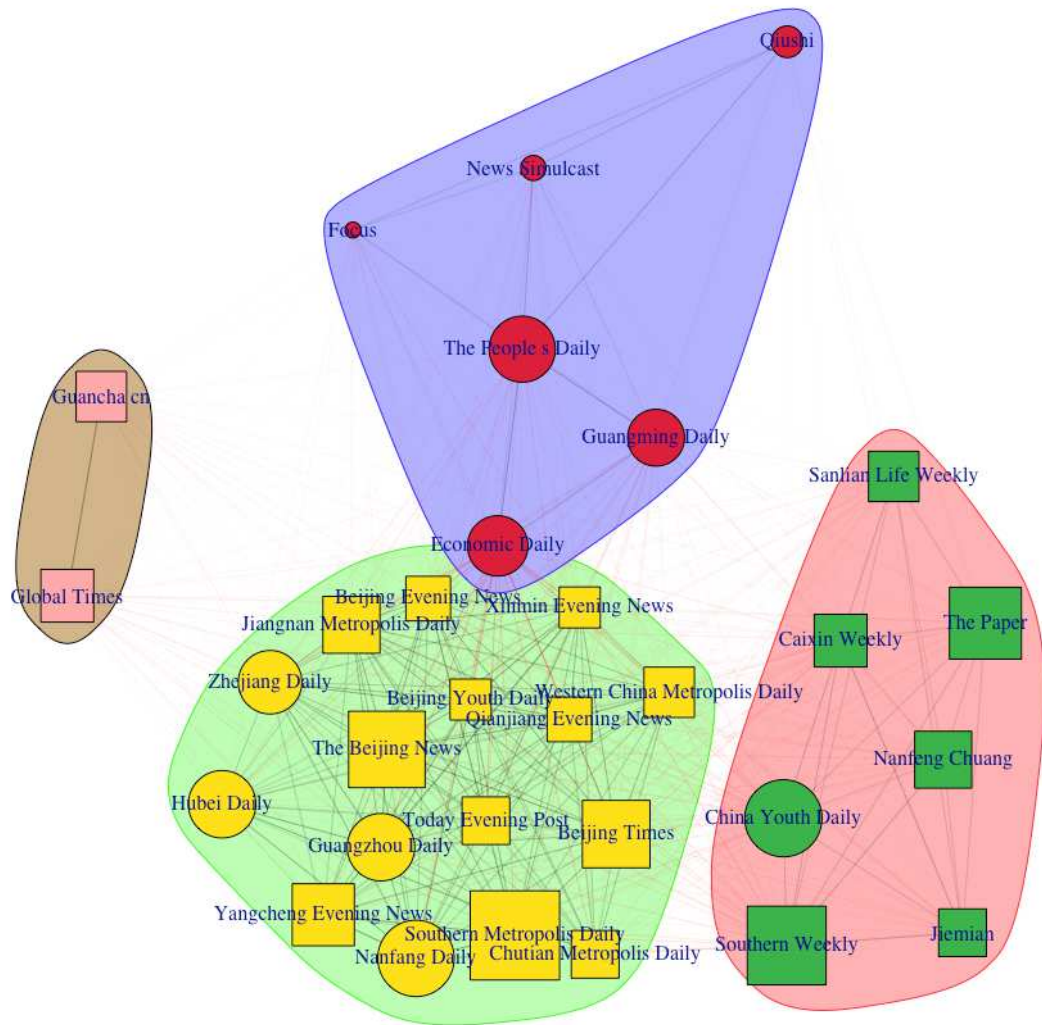 Qiushi
News Simulcast
Focus
The People s Daily
Guancha cn
Guangming Daily
Sanlian Life Weekly
Economic Daily
Global Times
Beijing Evening News
Xinmin Evening News
Jiangnan Metropolis Daily
The Paper
Caixin Weekly
Zhejiang Daily
Beijing Youth Daily
Western China Metropolis Daily
Qianjiang Evening News
The Beijing News
Nanfeng Chuang
Hubei Daily
Today Evening Post
China Youth Daily
Guangzhou Daily
Beijing Times
Yangcheng Evening News
Southern Metropolis Daily
Southern Weekly
Jiemian
Nanfang Daily
Chutian Metropolis Daily